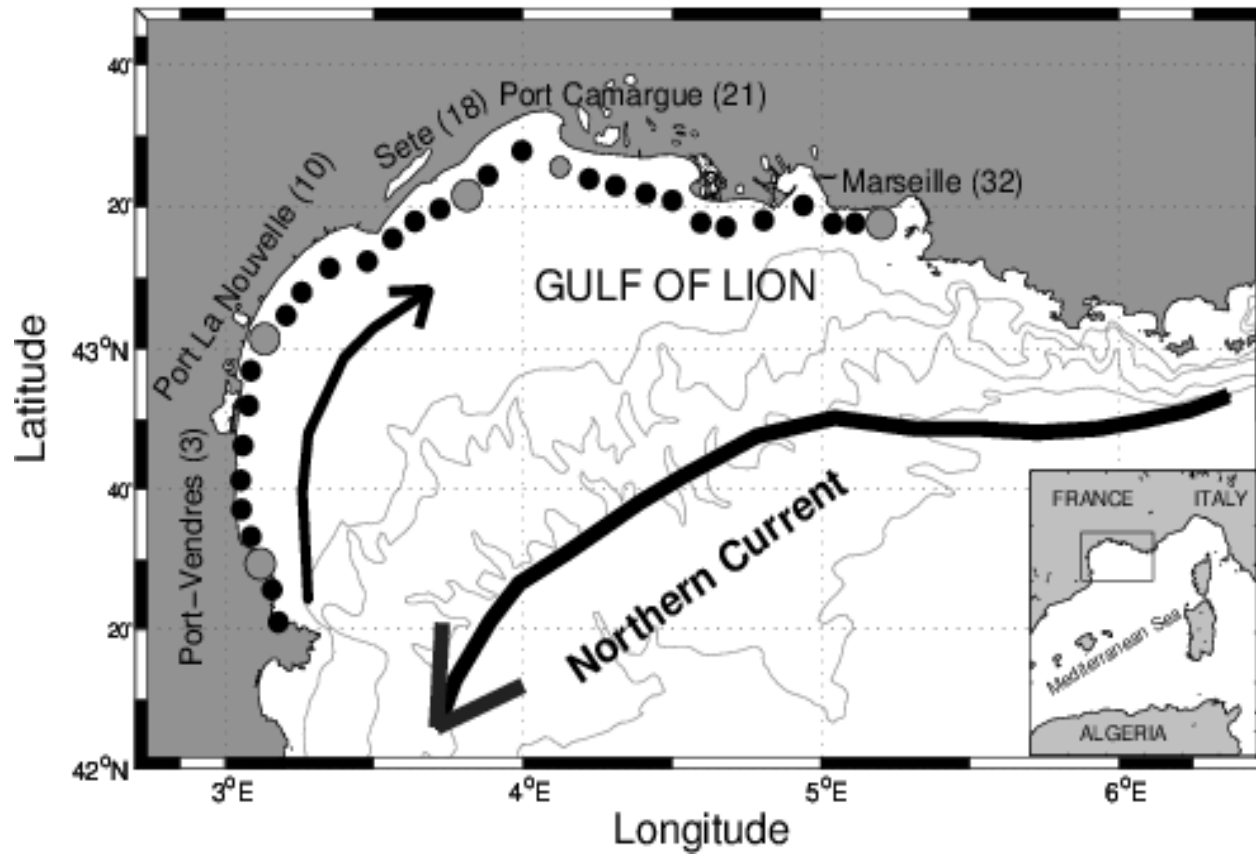 40'
Port Camargue (21)
Sete (18)
Marseille (32)
20'
Port La Nouvelle (10)
GULF OF LION
43°N
Latitude
Port-Vendres (3)
40'
Northern Current
FRANCE ITALY
Mediterranean Sea
ALGERIA
20'
42°N
3°E 4°E 5°E 6°E
Longitude